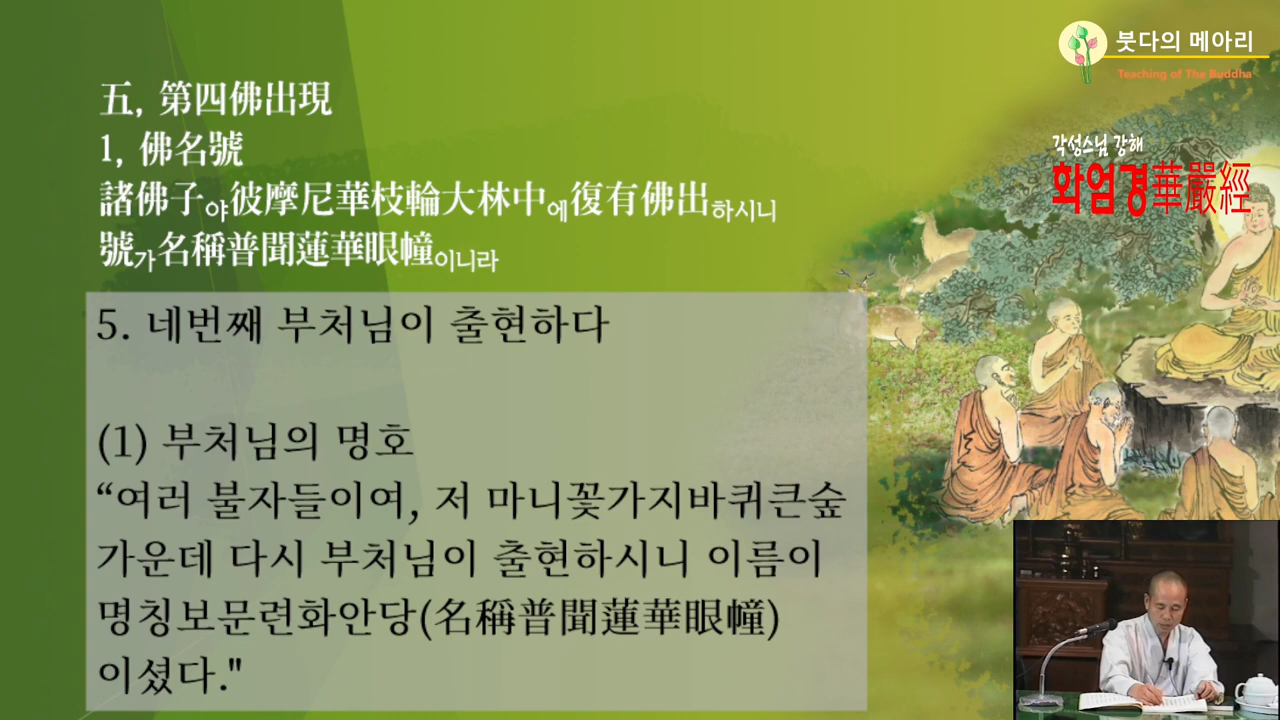 붓다의 메아리
Teaching of The Buddha
각성스님 강해
화엄경華嚴經
五, 第四佛出現
1, 佛名號
諸佛子야彼摩尼華枝輪大林中에復有佛出하시니
號가名稱普聞蓮華眼幢이니라
5. 네번째 부처님이 출현하다
(1) 부처님의 명호
“여러 불자들이여, 저 마니꽃가지바퀴큰숲
가운데 다시 부처님이 출현하시니 이름이
명칭보문련화안당(名稱普聞蓮華眼幢)
이셨다."